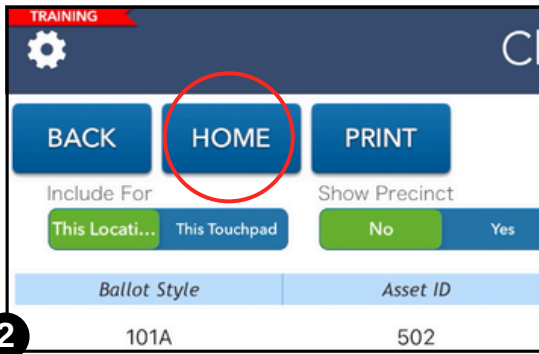 TRAINING
Cl
BACK HOME PRINT
Include For Show Precinct
This Locati... This Touchpad No Yes
Ballot Style Asset ID
101A 502
2